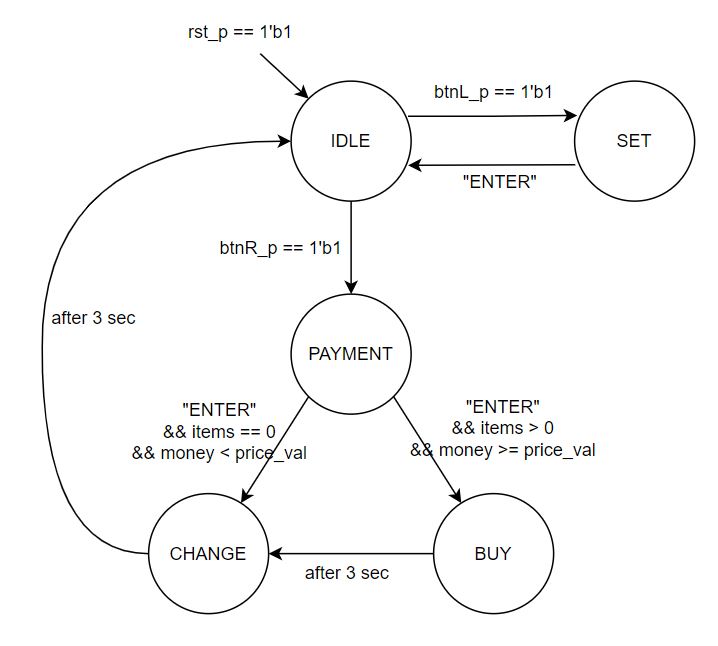 rst_p == 1'b1
btnL_p == 1'b1
IDLE
SET
"ENTER"
btnR_p == 1'b1
after 3 sec
PAYMENT
"ENTER"
&& items == 0
&& money < price_val
"ENTER"
&& items > 0
&& money >= price_val
CHANGE
BUY
after 3 sec